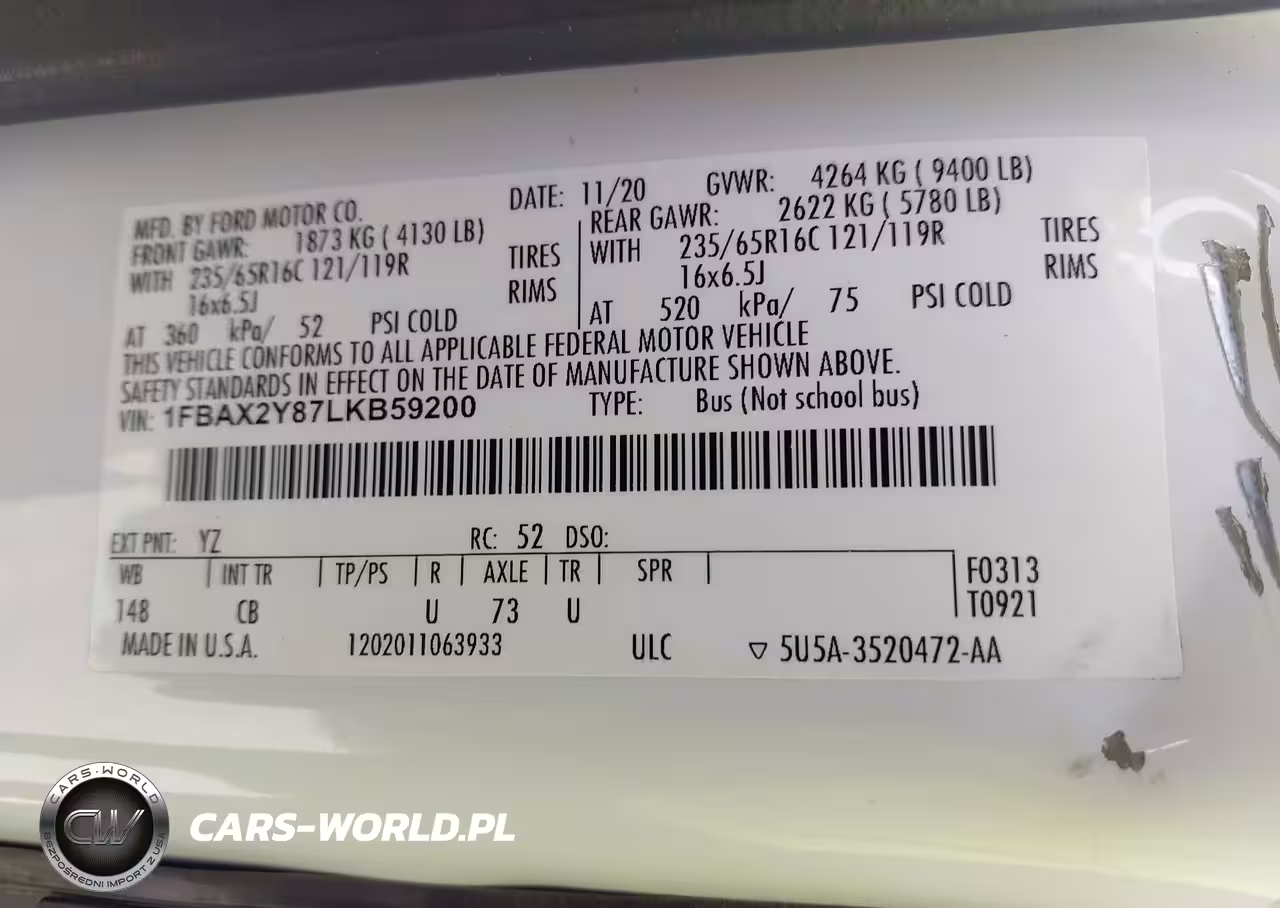 MFD. BY FORD MOTOR CO. DATE: 11/20 GVWR: 4264 KG ( 9400 LB)
FRONT GAWR: 1873 KG ( 4130 LB) REAR GAWR: 2622 KG ( 5780 LB)
WITH 235/65R16C 121/119R TIRES WITH 235/65R16C 121/119R TIRES
16x6.5J RIMS 16x6.5J RIMS
AT 360 kPa/ 52 PSI COLD AT 520 kPa/ 75 PSI COLD
THIS VEHICLE CONFORMS TO ALL APPLICABLE FEDERAL MOTOR VEHICLE
SAFETY STANDARDS IN EFFECT ON THE DATE OF MANUFACTURE SHOWN ABOVE.
VIN: 1FBAX2Y87LKB59200 TYPE: Bus (Not school bus)
EXT PNT: YZ RC: 52 DSO:
WB INT TR TP/PS R AXLE TR SPR F0313
148 CB U 73 U T0921
MADE IN U.S.A. 1202011063933 ULC ▽ 5U5A-3520472-AA
CARS-WORLD
CW
BEZPOŚREDNI IMPORT Z USA
CARS-WORLD.PL